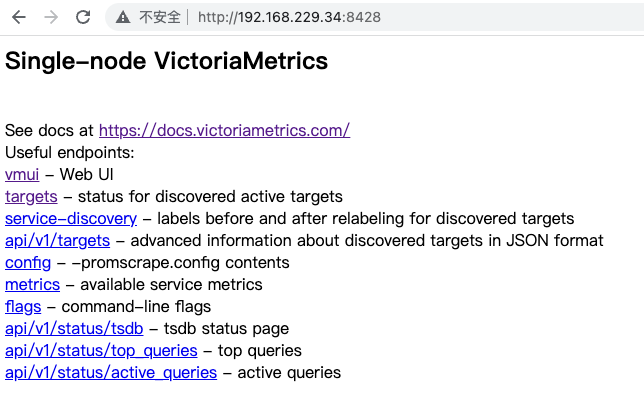 不安全 | http://192.168.229.34:8428
Single-node VictoriaMetrics
See docs at https://docs.victoriametrics.com/
Useful endpoints:
vmui - Web UI
targets - status for discovered active targets
service-discovery - labels before and after relabeling for discovered targets
api/v1/targets - advanced information about discovered targets in JSON format
config - -promscrape.config contents
metrics - available service metrics
flags - command-line flags
api/v1/status/tsdb - tsdb status page
api/v1/status/top_queries - top queries
api/v1/status/active_queries - active queries